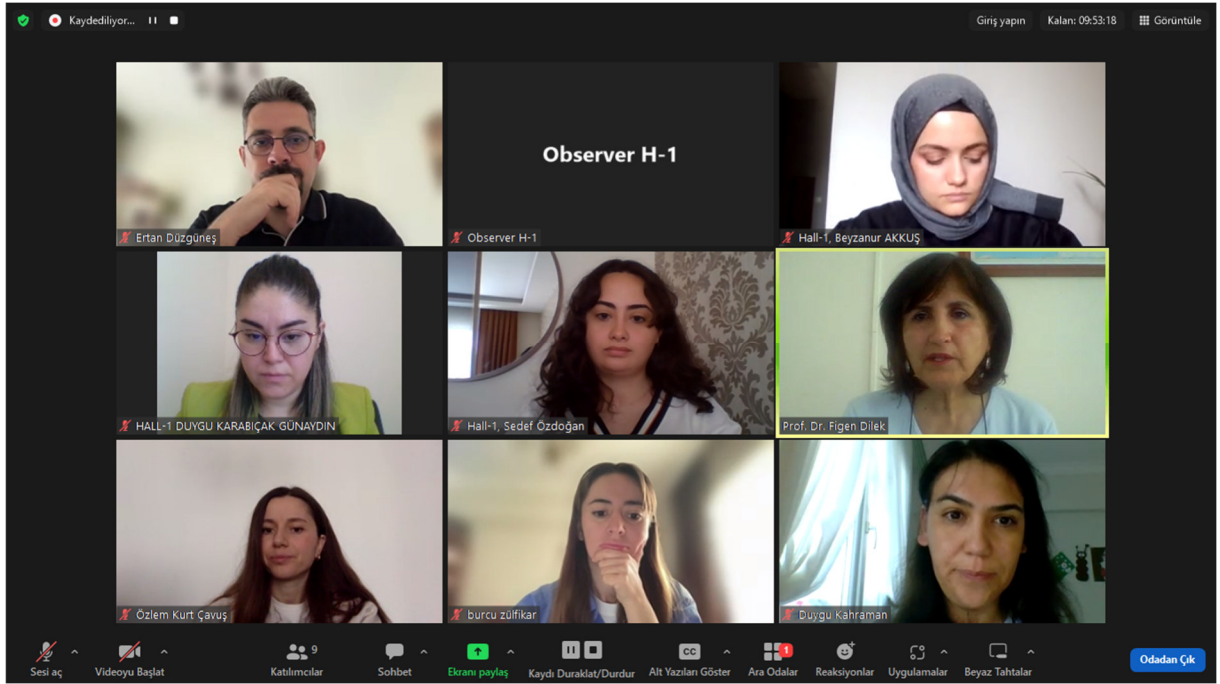 Kaydediliyor...
Giriş yapın
Kalan: 09:53:18
Görüntüle
Observer H-1
Ertan Düzgüneş
Observer H-1
Hall-1, Beyzanur AKKUŞ
HALL-1 DUYGU KARABIÇAK GÜNAYDIN
Hall-1, Sedef Özdoğan
Prof. Dr. Figen Dilek
Özlem Kurt Çavuş
burcu zülfikar
Duygu Kahraman
9
CC
1
Sesi aç
Videoyu Başlat
Katılımcılar
Sohbet
Ekranı paylaş
Kaydı Duraklat/Durdur
Alt Yazıları Göster
Ara Odalar
Reaksiyonlar
Uygulamalar
Beyaz Tahtalar
Odadan Çık